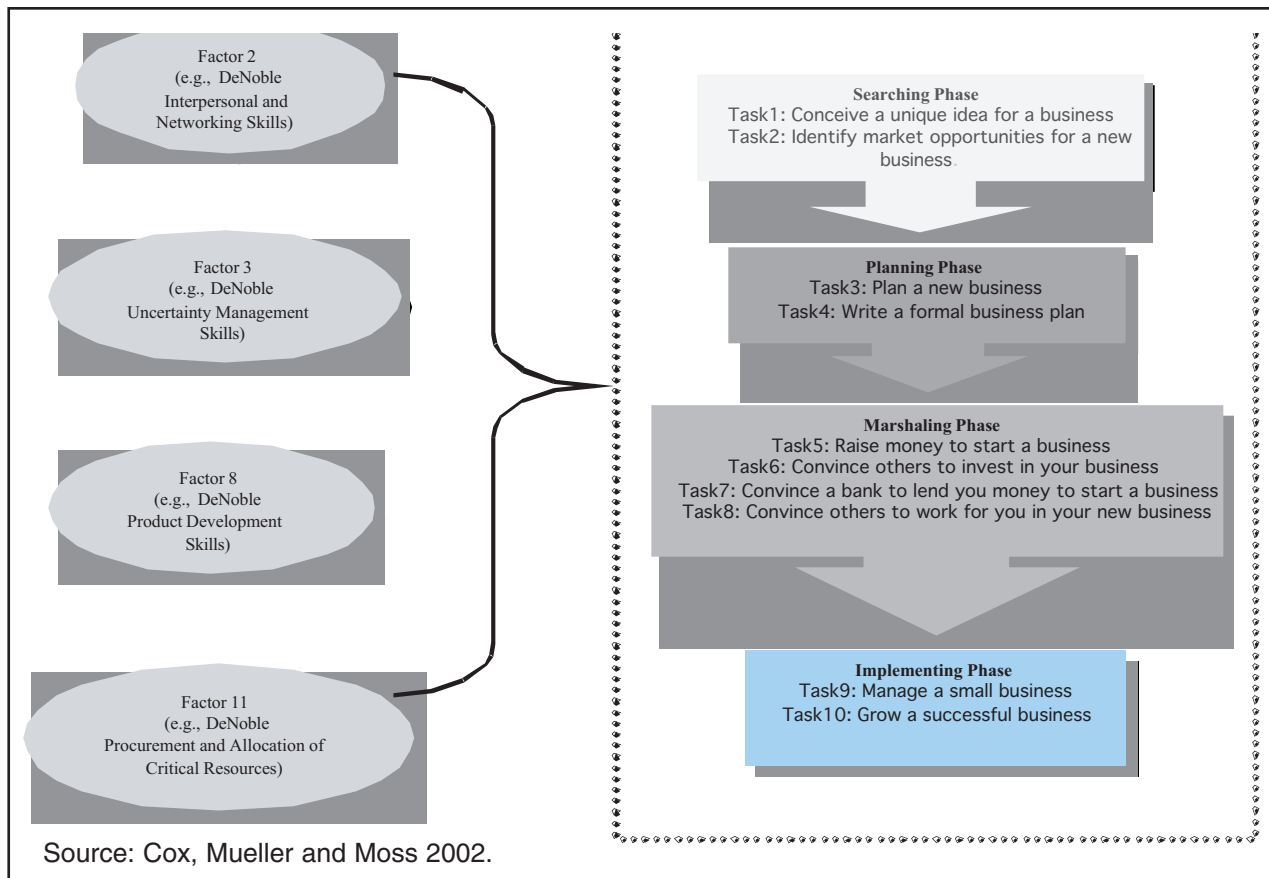 Factor 2
(e.g., DeNoble
Interpersonal and
Networking Skills)
Factor 3
(e.g., DeNoble
Uncertainty Management
Skills)
Factor 8
(e.g., DeNoble
Product Development
Skills)
Factor 11
(e.g., DeNoble
Procurement and Allocation of
Critical Resources)
Searching Phase
Task1: Conceive a unique idea for a business
Task2: Identify market opportunities for a new
business.
Planning Phase
Task3: Plan a new business
Task4: Write a formal business plan
Marshaling Phase
Task5: Raise money to start a business
Task6: Convince others to invest in your business
Task7: Convince a bank to lend you money to start a business
Task8: Convince others to work for you in your new business
Implementing Phase
Task9: Manage a small business
Task10: Grow a successful business
Source: Cox, Mueller and Moss 2002.